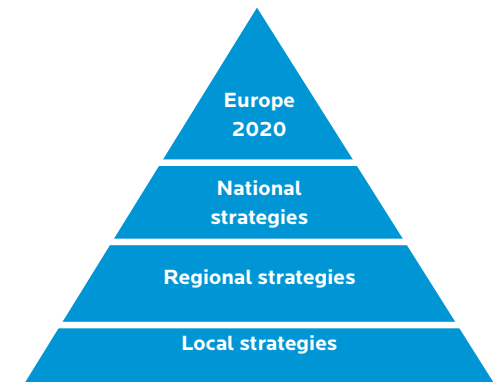 Europe
2020
National
strategies
Regional strategies
Local strategies